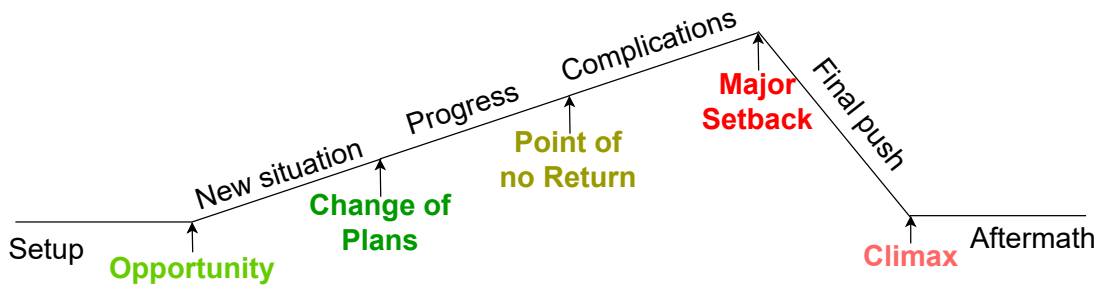 Setup
Opportunity
New situation
Change of
Plans
Progress
Point of
no Return
Complications
Major
Setback
Final push
Climax
Aftermath